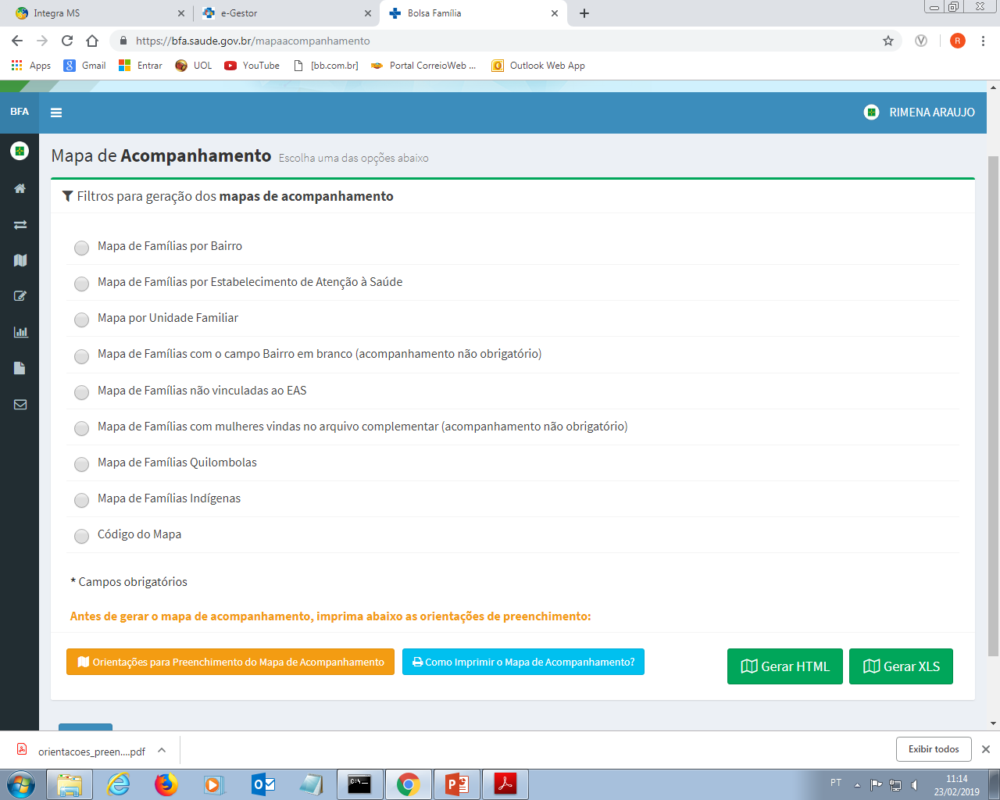 Integra MS
e-Gestor
Bolsa Família
https://bfa.saude.gov.br/mapaacompanhamento
R
Apps
Gmail
Entrar
UOL
YouTube
[bb.com.br]
Portal CorreioWeb ...
Outlook Web App
BFA
RIMENA ARAUJO
Mapa de Acompanhamento Escolha uma das opções abaixo
Filtros para geração dos mapas de acompanhamento
Mapa de Famílias por Bairro
Mapa de Famílias por Estabelecimento de Atenção à Saúde
Mapa por Unidade Familiar
Mapa de Famílias com o campo Bairro em branco (acompanhamento não obrigatório)
Mapa de Famílias não vinculadas ao EAS
Mapa de Famílias com mulheres vindas no arquivo complementar (acompanhamento não obrigatório)
Mapa de Famílias Quilombolas
Mapa de Famílias Indígenas
Código do Mapa
* Campos obrigatórios
Antes de gerar o mapa de acompanhamento, imprima abaixo as orientações de preenchimento:
Orientações para Preenchimento do Mapa de Acompanhamento
Como Imprimir o Mapa de Acompanhamento?
Gerar HTML
Gerar XLS
orientacoes_preen....pdf
Exibir todos
PT
11:14
23/02/2019